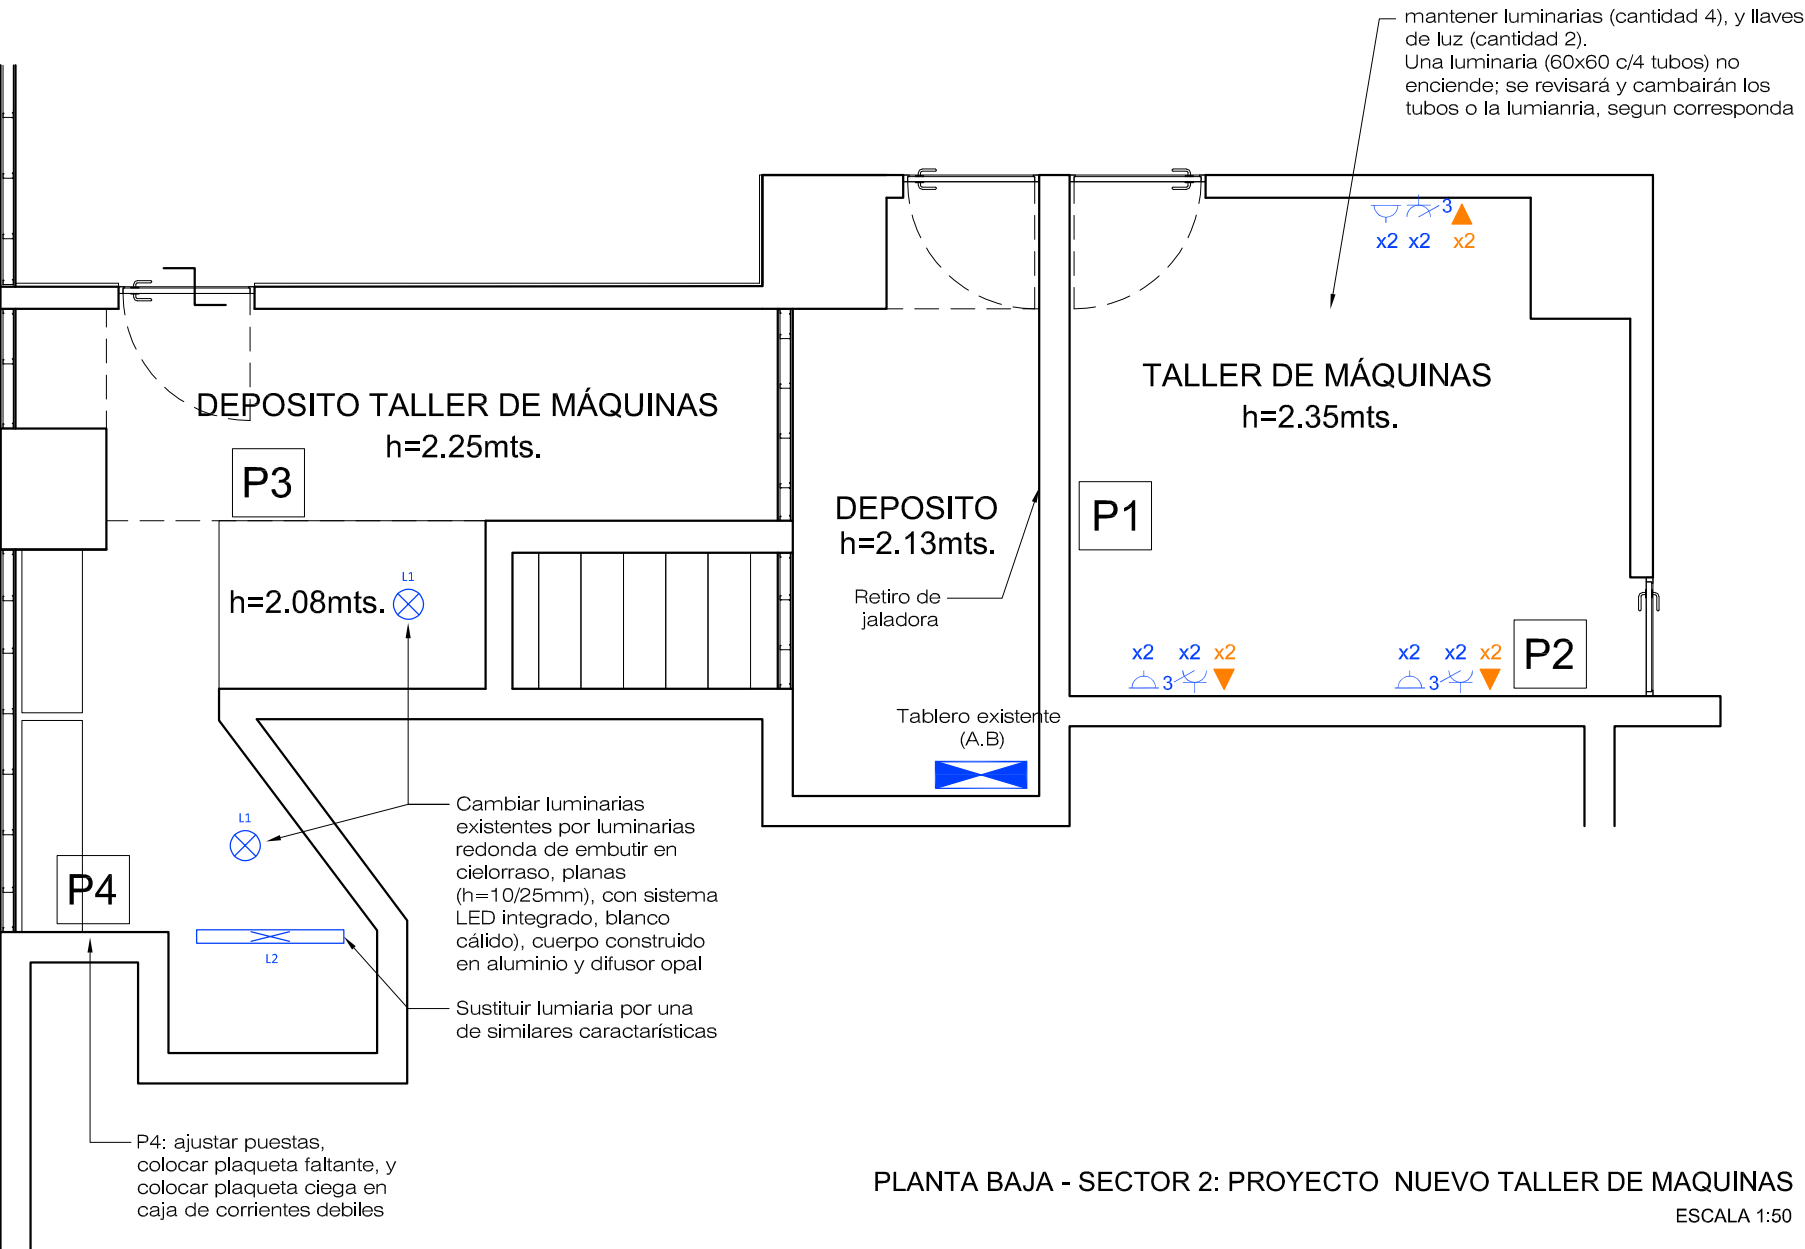 mantener luminarias (cantidad 4), y llaves
de luz (cantidad 2).
Una luminaria (60x60 c/4 tubos) no
enciende; se revisará y cambairán los
tubos o la lumianria, segun corresponda
3
x2 x2 x2
TALLER DE MÁQUINAS
h=2.35mts.
DEPOSITO TALLER DE MÁQUINAS
h=2.25mts.
P3
DEPOSITO
h=2.13mts.
P1
L1
h=2.08mts.
Retiro de
jaladora
x2 x2 x2
3
x2 x2 x2
3
P2
Tablero existente
(A.B)
Cambiar luminarias
existentes por luminarias
redonda de embutir en
cielorraso, planas
(h=10/25mm), con sistema
LED integrado, blanco
cálido), cuerpo construido
en aluminio y difusor opal
L1
P4
L2
Sustituir lumiaria por una
de similares caractarísticas
P4: ajustar puestas,
colocar plaqueta faltante, y
colocar plaqueta ciega en
caja de corrientes debiles
PLANTA BAJA - SECTOR 2: PROYECTO NUEVO TALLER DE MAQUINAS
ESCALA 1:50